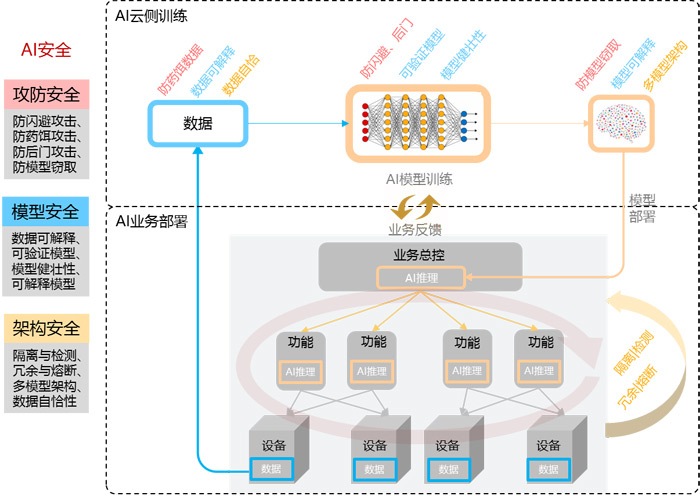 AI安全
攻防安全
防闪避攻击、
防药饵攻击、
防后门攻击、
防模型窃取
模型安全
数据可解释、
可验证模型、
模型健壮性、
可解释模型
架构安全
隔离与检测、
冗余与熔断、
多模型架构、
数据自恰性
AI云侧训练
防药饵数据
数据可解释
数据自恰
数据
防闪避、后门
可验证模型
模型健壮性
AI模型训练
防模型窃取
模型可解释
多模型架构
模型
部署
AI业务部署
业务反馈
业务总控
AI推理
功能
AI推理
功能
AI推理
功能
AI推理
功能
AI推理
设备
数据
设备
数据
设备
数据
设备
数据
隔离|检测
冗余|熔断